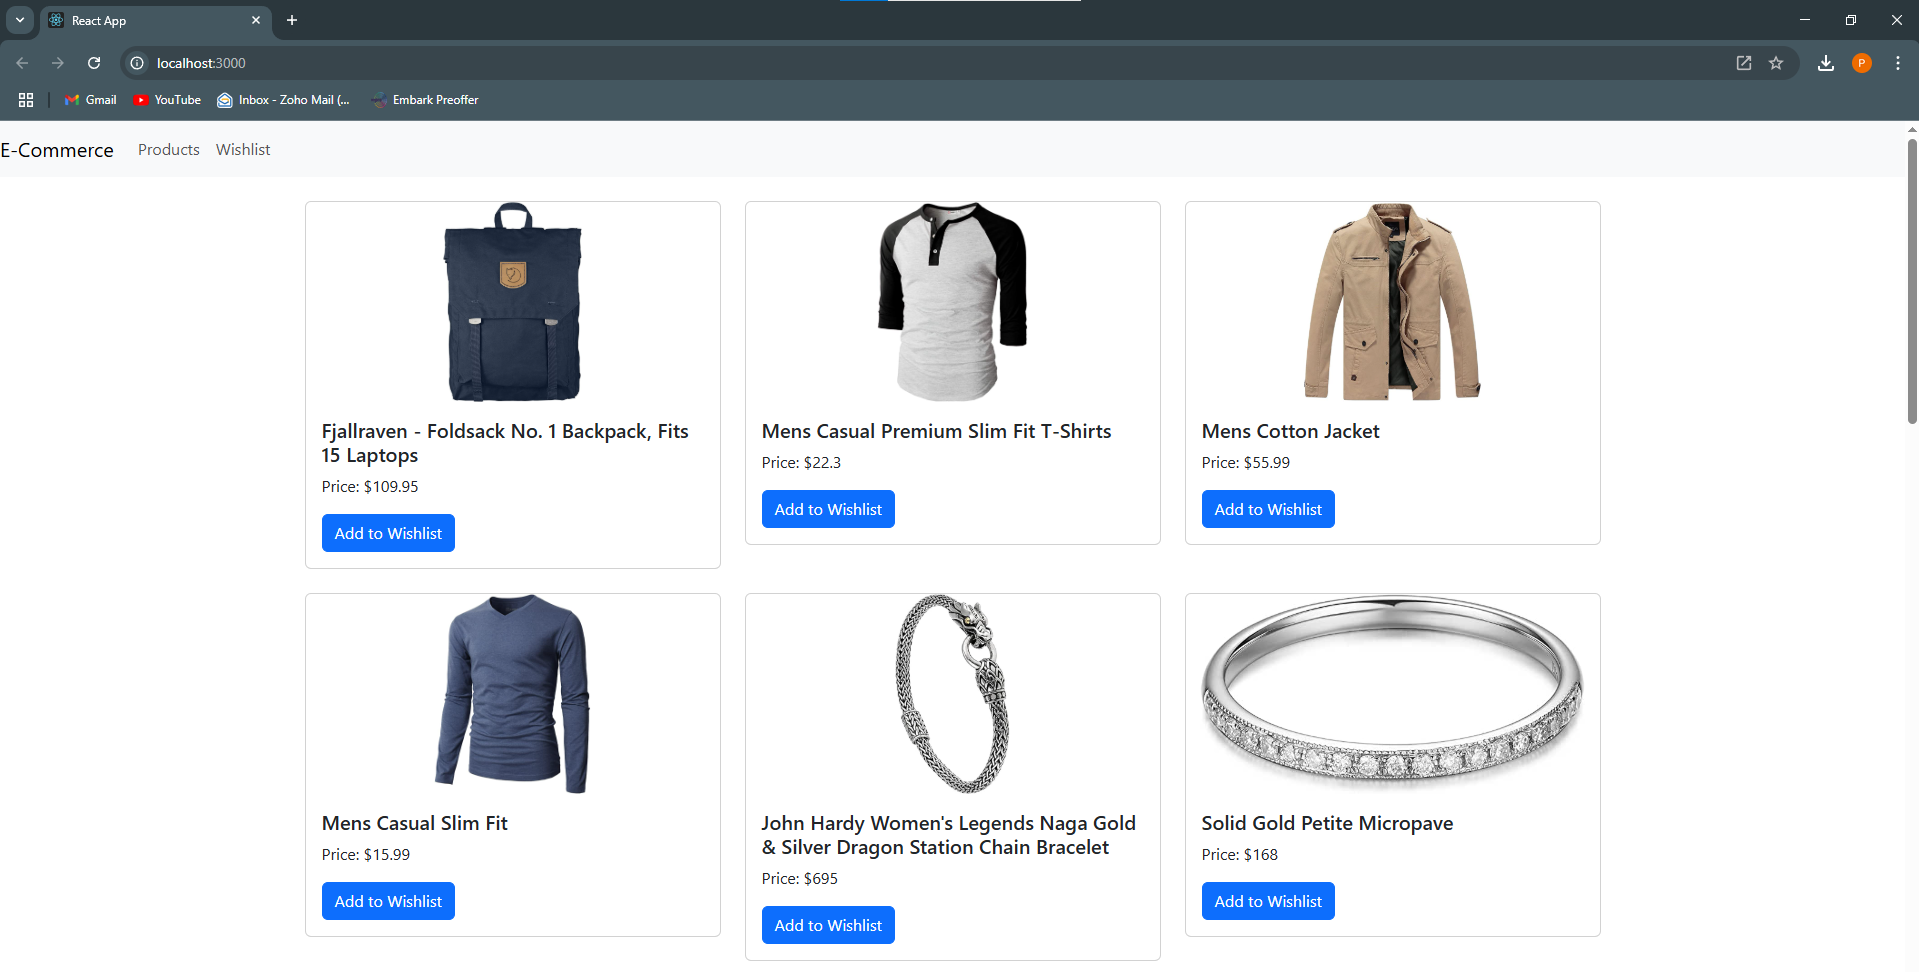 React App
localhost:3000
P
Gmail YouTube Inbox - Zoho Mail (... Embark Preoffer
E-Commerce Products Wishlist
Fjallraven - Foldsack No. 1 Backpack, Fits
15 Laptops
Price: $109.95
Add to Wishlist
Mens Casual Premium Slim Fit T-Shirts
Price: $22.3
Add to Wishlist
Mens Cotton Jacket
Price: $55.99
Add to Wishlist
Mens Casual Slim Fit
Price: $15.99
Add to Wishlist
John Hardy Women's Legends Naga Gold
& Silver Dragon Station Chain Bracelet
Price: $695
Add to Wishlist
Solid Gold Petite Micropave
Price: $168
Add to Wishlist